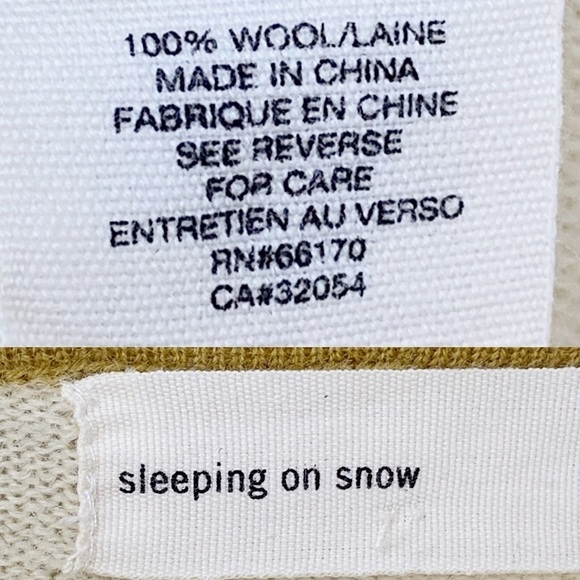 100% WOOL/LAINE
MADE IN CHINA
FABRIQUE EN CHINE
SEE REVERSE
FOR CARE
ENTRETIEN AU VERSO
RN#66170
CA#32054
sleeping on snow